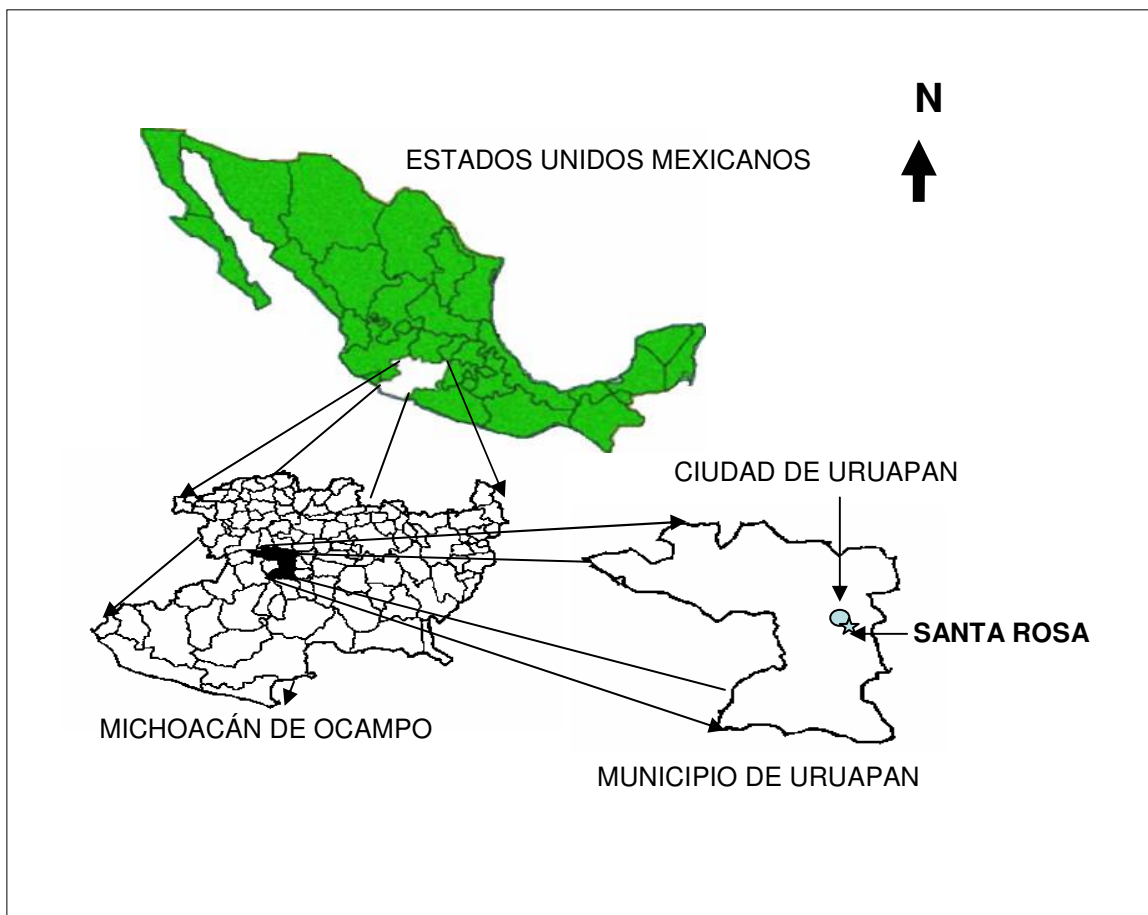 N
ESTADOS UNIDOS MEXICANOS
CIUDAD DE URUAPAN
SANTA ROSA
MICHOACÁN DE OCAMPO
MUNICIPIO DE URUAPAN